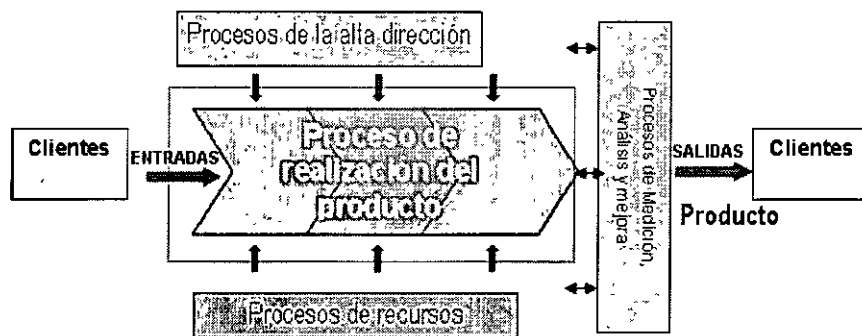 Procesos de la alta dirección
Clientes
ENTRADAS
Proceso de
realización del
producto
Procesos de Medición,
Análisis y mejora
SALIDAS
Producto
Clientes
Procesos de recursos